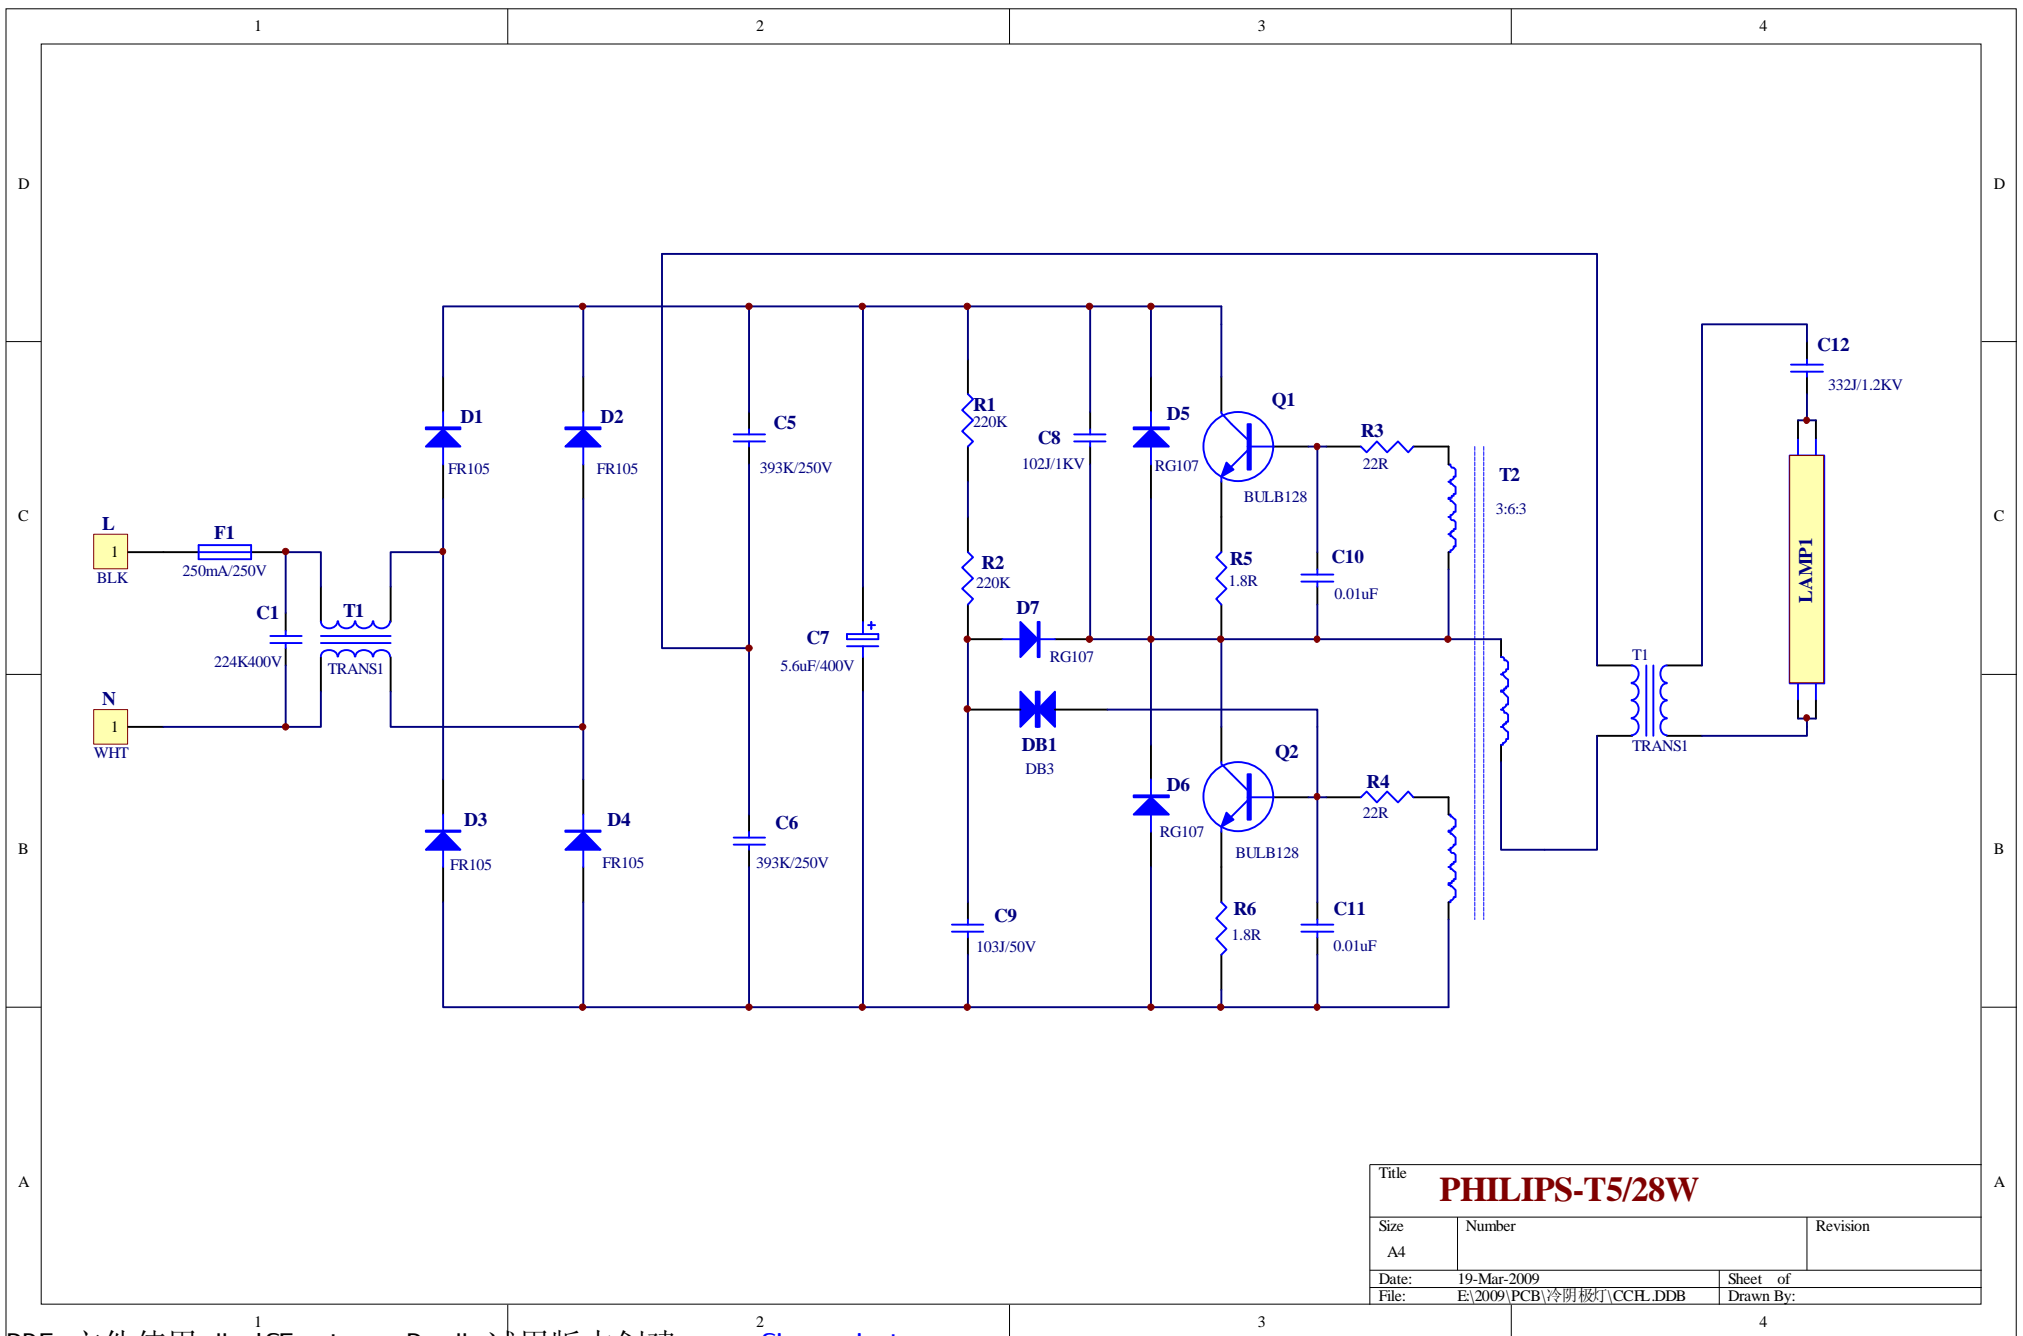 1 2 3 4
D D
C12
332J/1.2KV
R1
220K
D1
FR105
D2
FR105
C5
393K/250V
C8
102J/1KV
D5
RG107
Q1
BULB128
R3
22R
T2
3:6:3
C C
L
1
BLK
F1
250mA/250V
C1
224K400V
T1
TRANS1
N
1
WHT
R2
220K
R5
1.8R
C10
0.01uF
LAMP1
D7
RG107
C7
+
5.6uF/400V
T1
TRANS1
DB1
DB3
Q2
BULB128
D6
RG107
R4
22R
D3
FR105
D4
FR105
C6
393K/250V
B B
C9
103J/50V
R6
1.8R
C11
0.01uF
A A
Title
PHILIPS-T5/28W
Size
A4
Number
Revision
Date: 19-Mar-2009
Sheet of
File: E:\2009\PCB\冷阴极灯\CCFL.DDB
Drawn By:
1 2 3 4